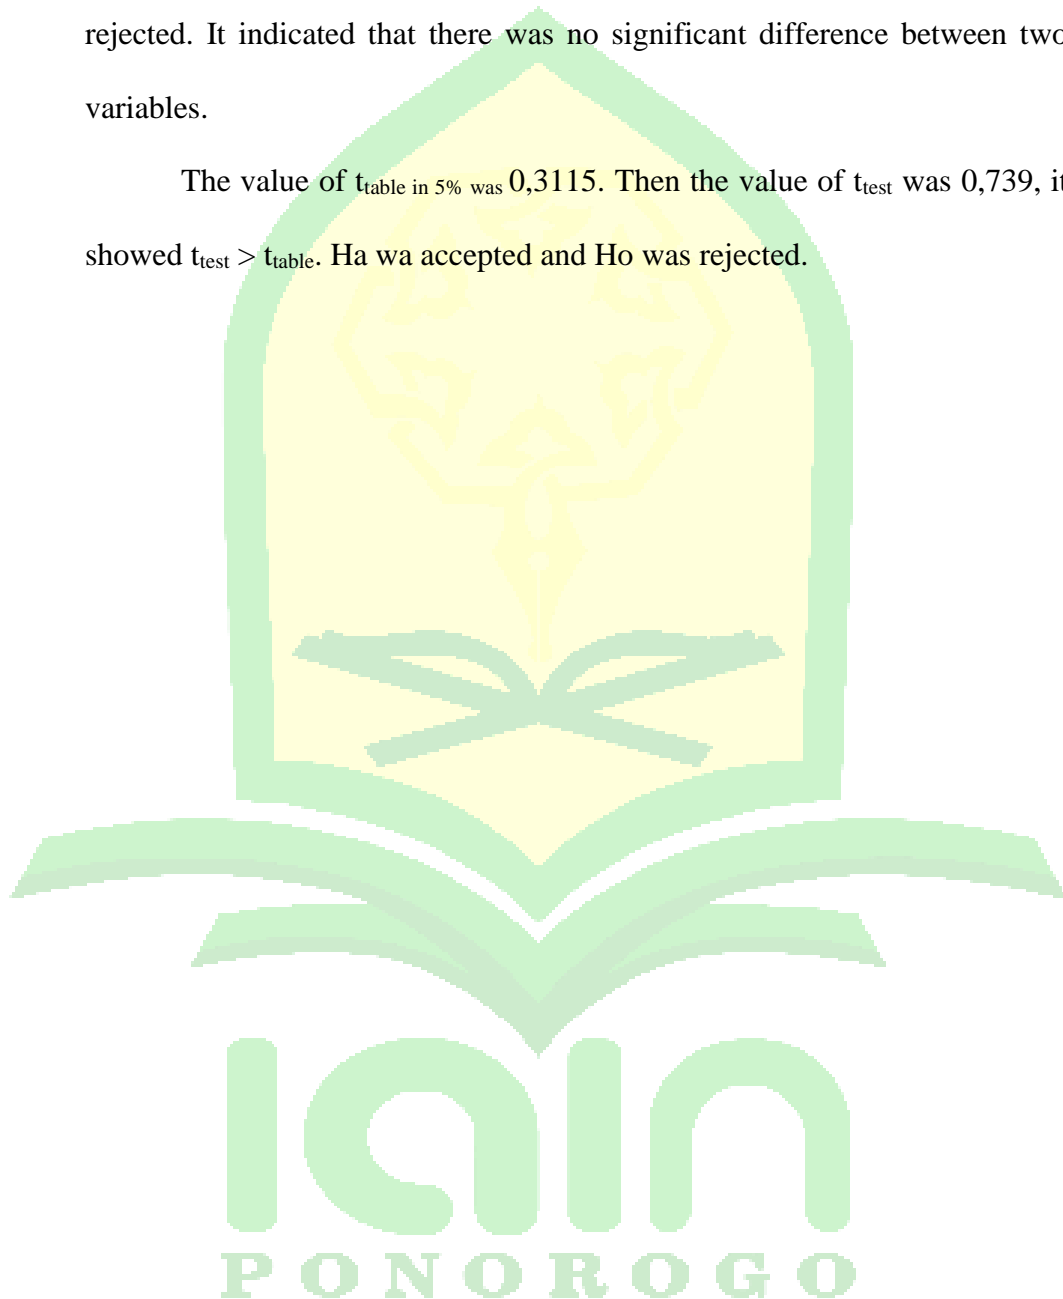 rejected. It indicated that there was no significant difference between two
variables.
The value of ttable in 5% was 0,3115. Then the value of ttest was 0,739, it
showed ttest > ttable. Ha wa accepted and Ho was rejected.
IAIN
PONOROGO